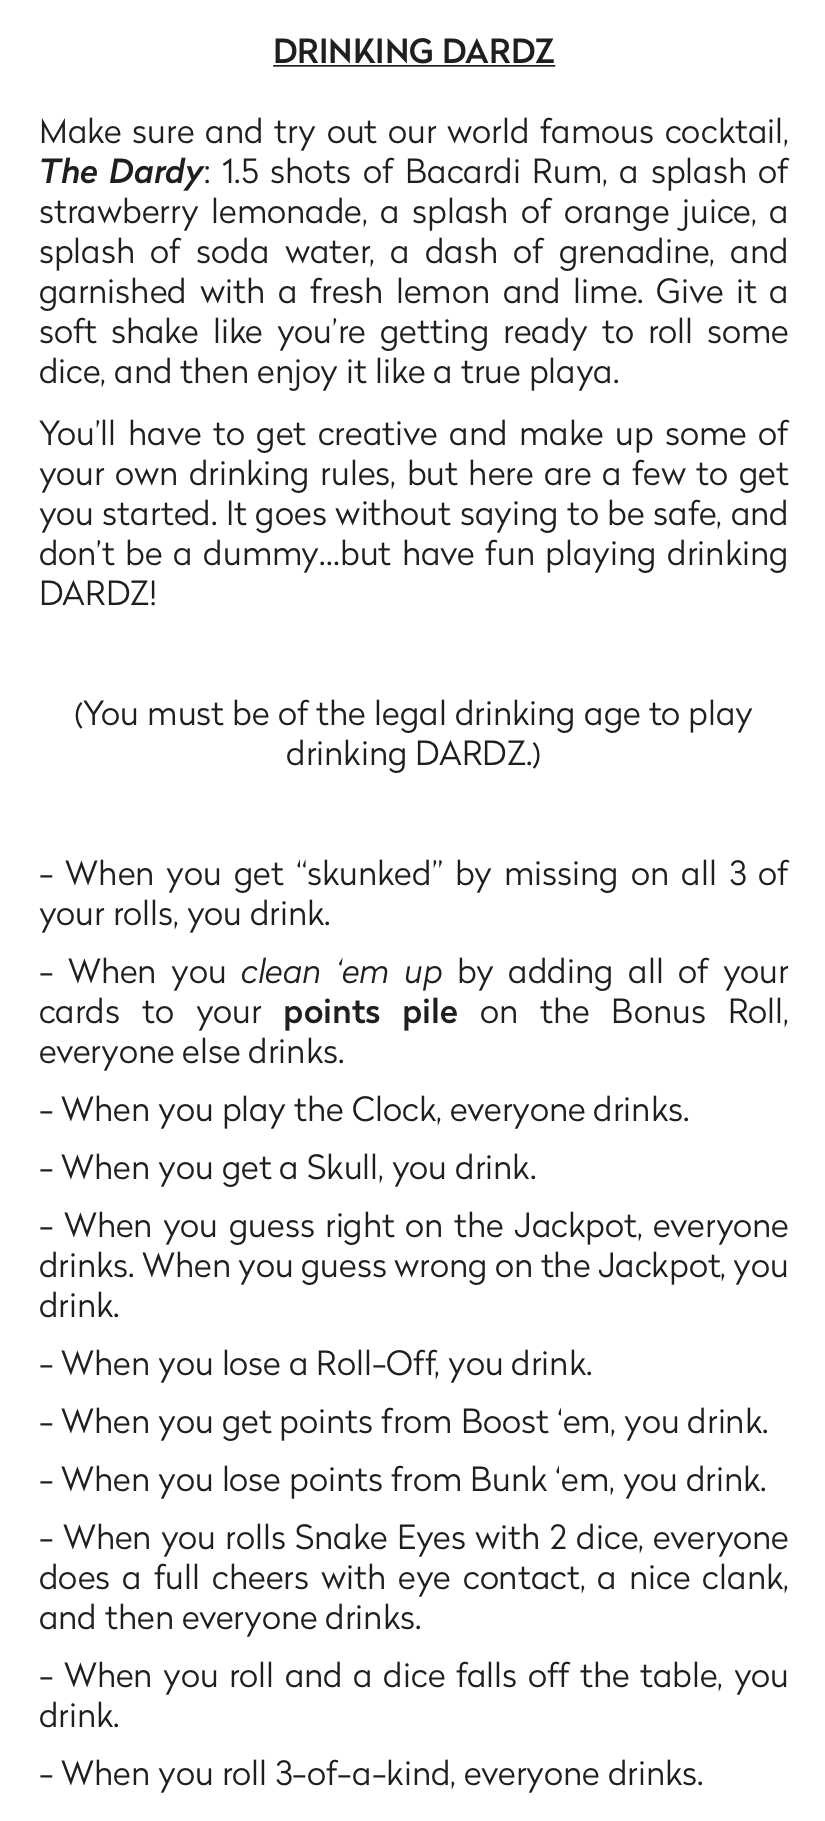 DRINKING DARDZ
Make sure and try out our world famous cocktail,
The Dardy: 1.5 shots of Bacardi Rum, a splash of
strawberry lemonade, a splash of orange juice, a
splash of soda water, a dash of grenadine, and
garnished with a fresh lemon and lime. Give it a
soft shake like you’re getting ready to roll some
dice, and then enjoy it like a true playa.
You’ll have to get creative and make up some of
your own drinking rules, but here are a few to get
you started. It goes without saying to be safe, and
don’t be a dummy...but have fun playing drinking
DARDZ!
(You must be of the legal drinking age to play
drinking DARDZ.)
- When you get “skunked” by missing on all 3 of
your rolls, you drink.
- When you clean ‘em up by adding all of your
cards to your points pile on the Bonus Roll,
everyone else drinks.
- When you play the Clock, everyone drinks.
- When you get a Skull, you drink.
- When you guess right on the Jackpot, everyone
drinks. When you guess wrong on the Jackpot, you
drink.
- When you lose a Roll-Off, you drink.
- When you get points from Boost ‘em, you drink.
- When you lose points from Bunk ‘em, you drink.
- When you rolls Snake Eyes with 2 dice, everyone
does a full cheers with eye contact, a nice clank,
and then everyone drinks.
- When you roll and a dice falls off the table, you
drink.
- When you roll 3-of-a-kind, everyone drinks.